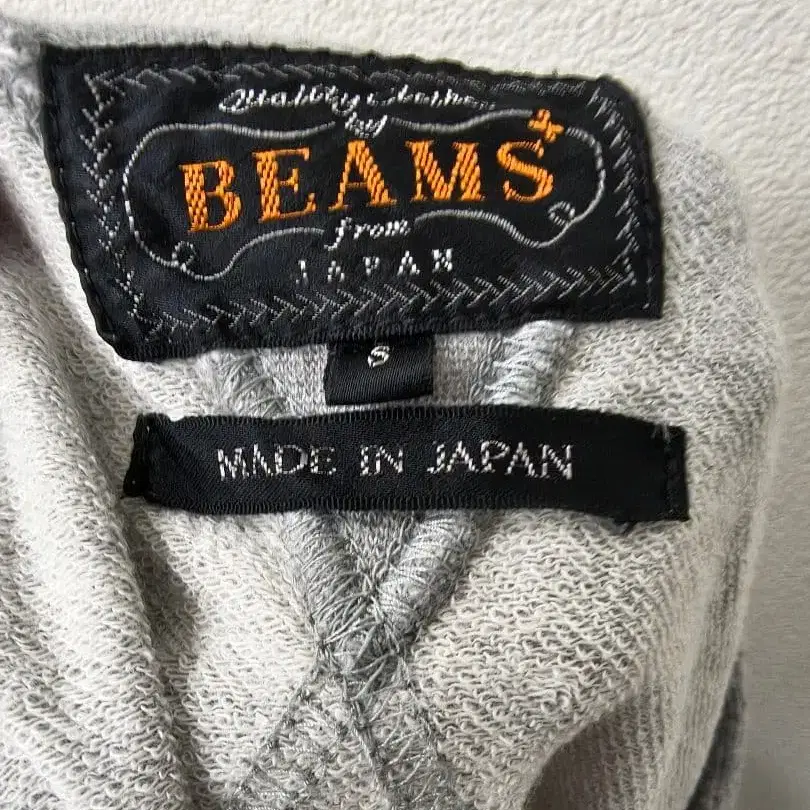 Quality Clothes
by
BEAMS+
from
JAPAN
S
MADE IN JAPAN